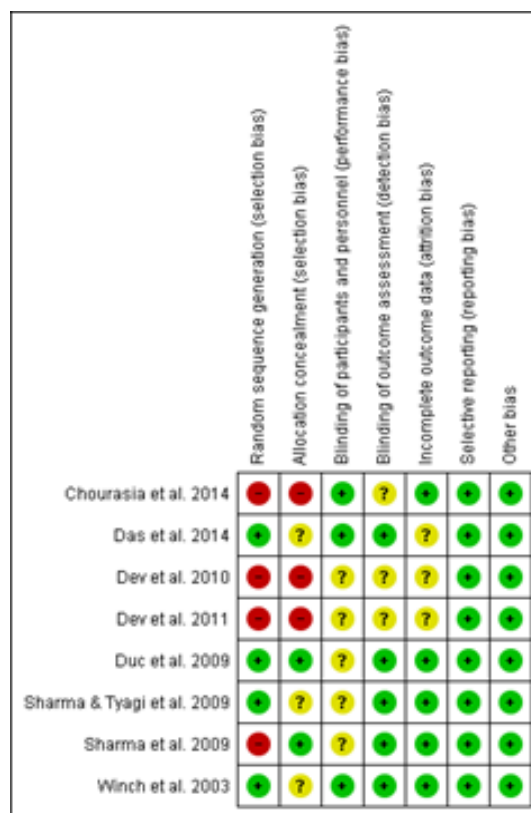 Random sequence generation (selection bias)
Allocation concealment (selection bias)
Blinding of participants and personnel (performance bias)
Blinding of outcome assessment (detection bias)
Incomplete outcome data (attrition bias)
Selective reporting (reporting bias)
Other bias
Chourasia et al. 2014 - - + ? + + +
Das et al. 2014 + ? + + ? + +
Dev et al. 2010 - - ? ? ? + +
Dev et al. 2011 - - ? ? ? + +
Duc et al. 2009 + + ? + + + +
Sharma & Tyagi et al. 2009 + ? ? + + + +
Sharma et al. 2009 - + ? + + + +
Winch et al. 2003 + ? + + + + +